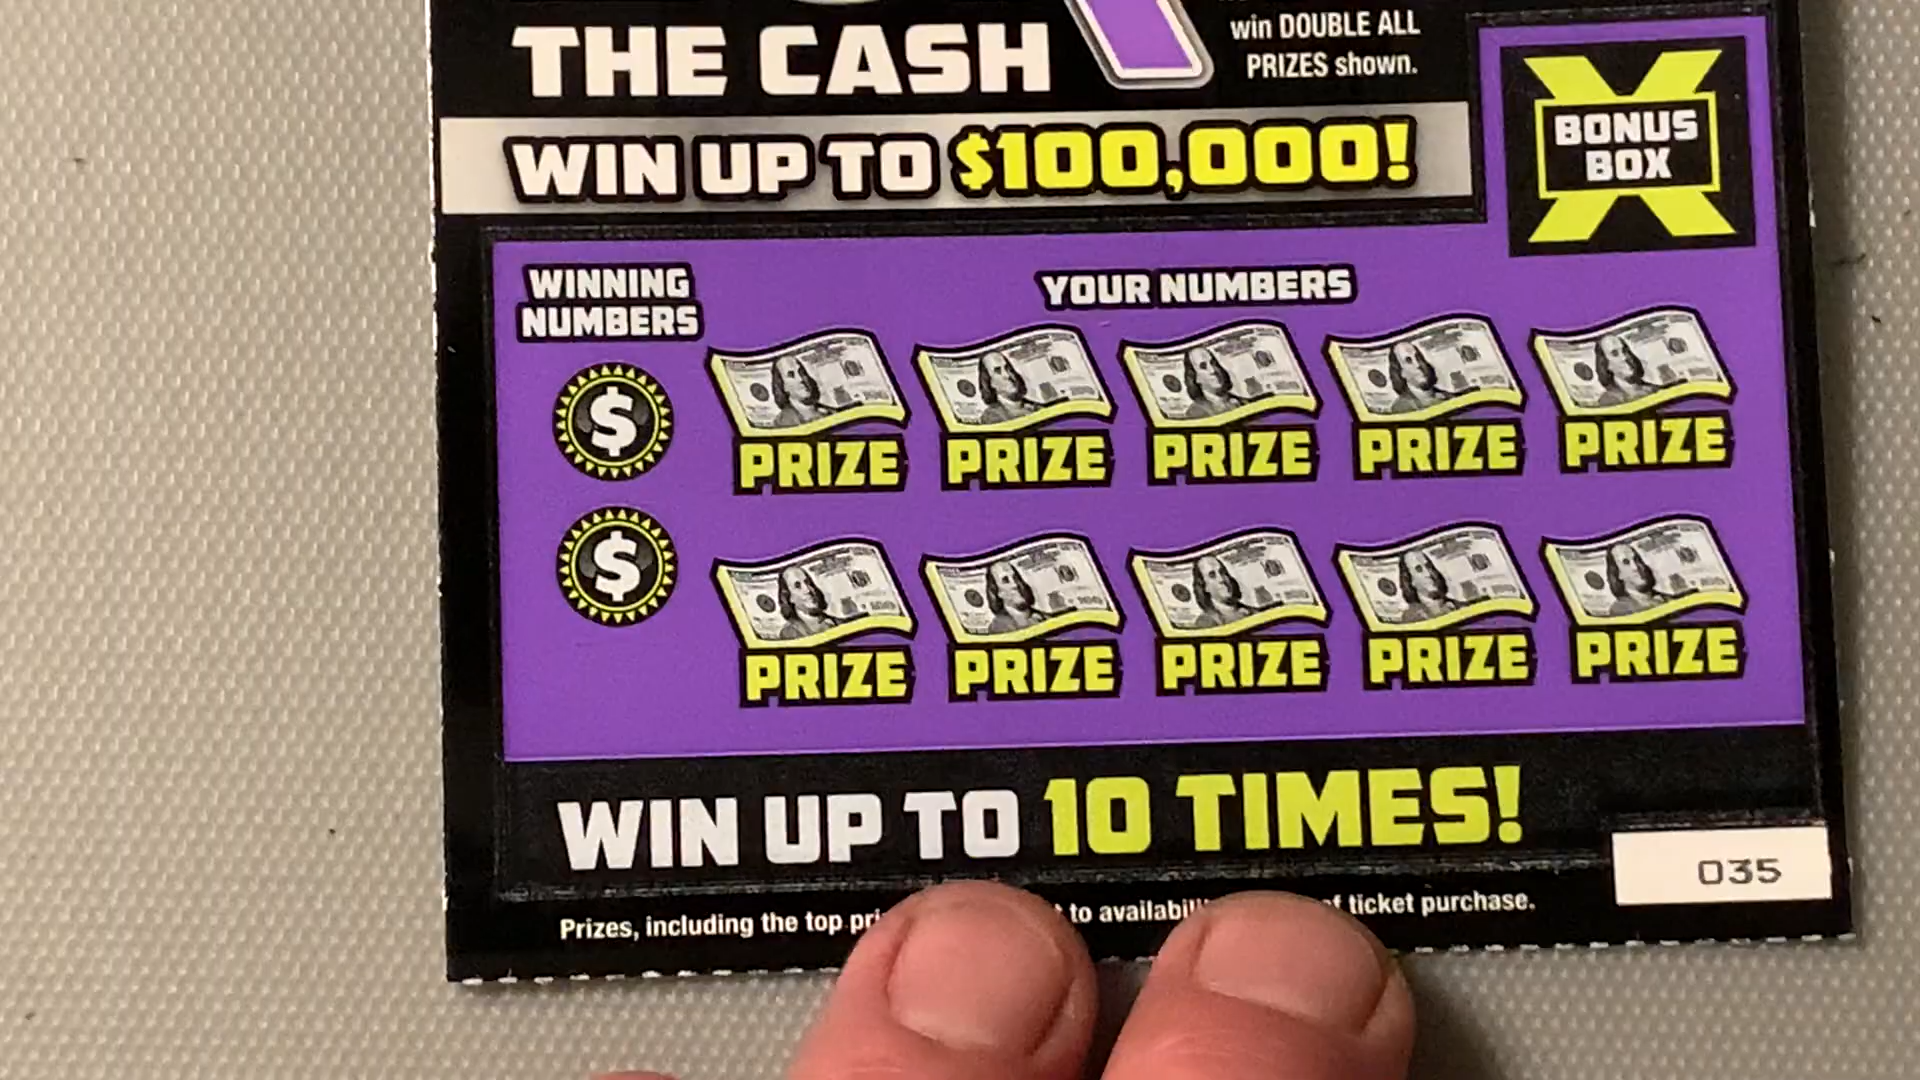 THE CASH
win DOUBLE ALL
PRIZES shown.
WIN UP TO $100,000!
BONUS
BOX
WINNING
NUMBERS
YOUR NUMBERS
$
PRIZE PRIZE PRIZE PRIZE PRIZE
$
PRIZE PRIZE PRIZE PRIZE PRIZE
WIN UP TO 10 TIMES!
035
Prizes, including the top to ticket purchase.